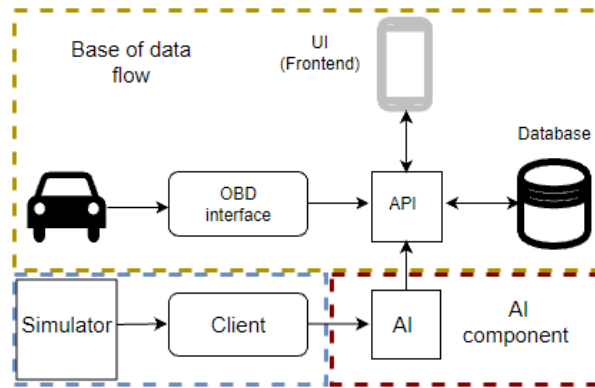 Base of data
flow
UI
(Frontend)
Database
OBD
interface
API
Simulator
Client
AI
AI
component